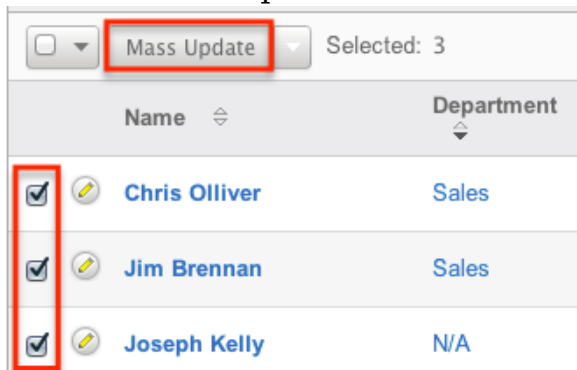 Mass Update Selected: 3
Name Department
Chris Olliver Sales
Jim Brennan Sales
Joseph Kelly N/A